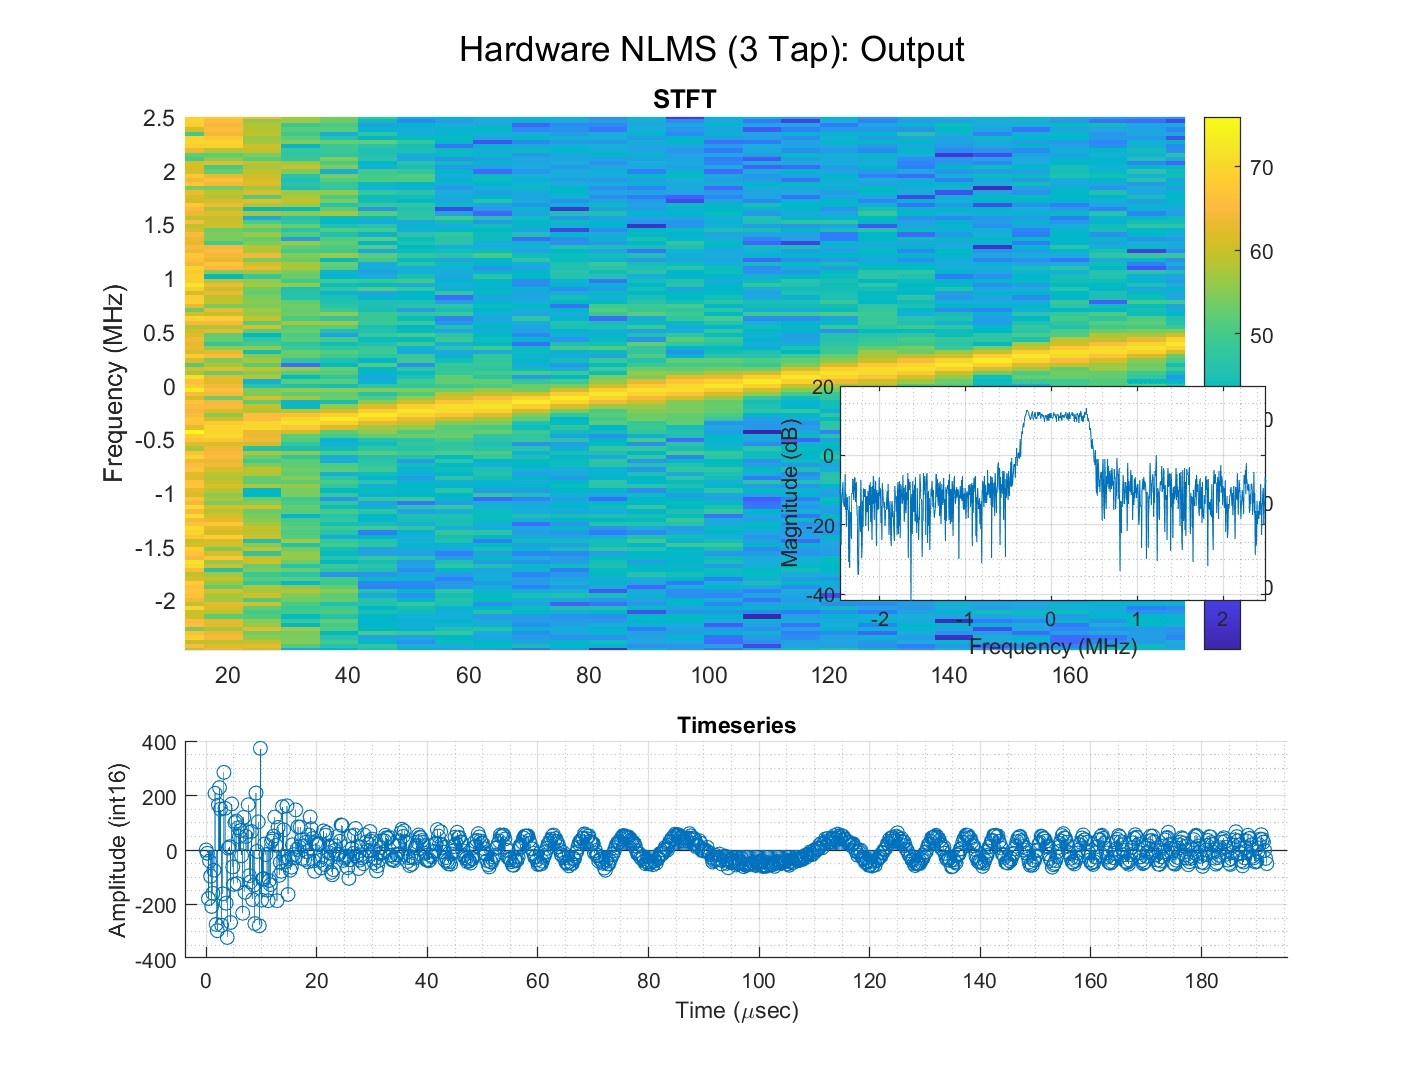 Hardware NLMS (3 Tap): Output
STFT
Frequency (MHz)
2.5
2
1.5
1
0.5
0
-0.5
-1
-1.5
-2
20 40 60 80 100 120 140 160
70
60
50
0
0
0
Magnitude (dB)
20
0
-20
-40
-2 -1 0 1 2
Frequency (MHz)
Timeseries
Amplitude (int16)
400
200
0
-200
-400
0 20 40 60 80 100 120 140 160 180
Time (μsec)